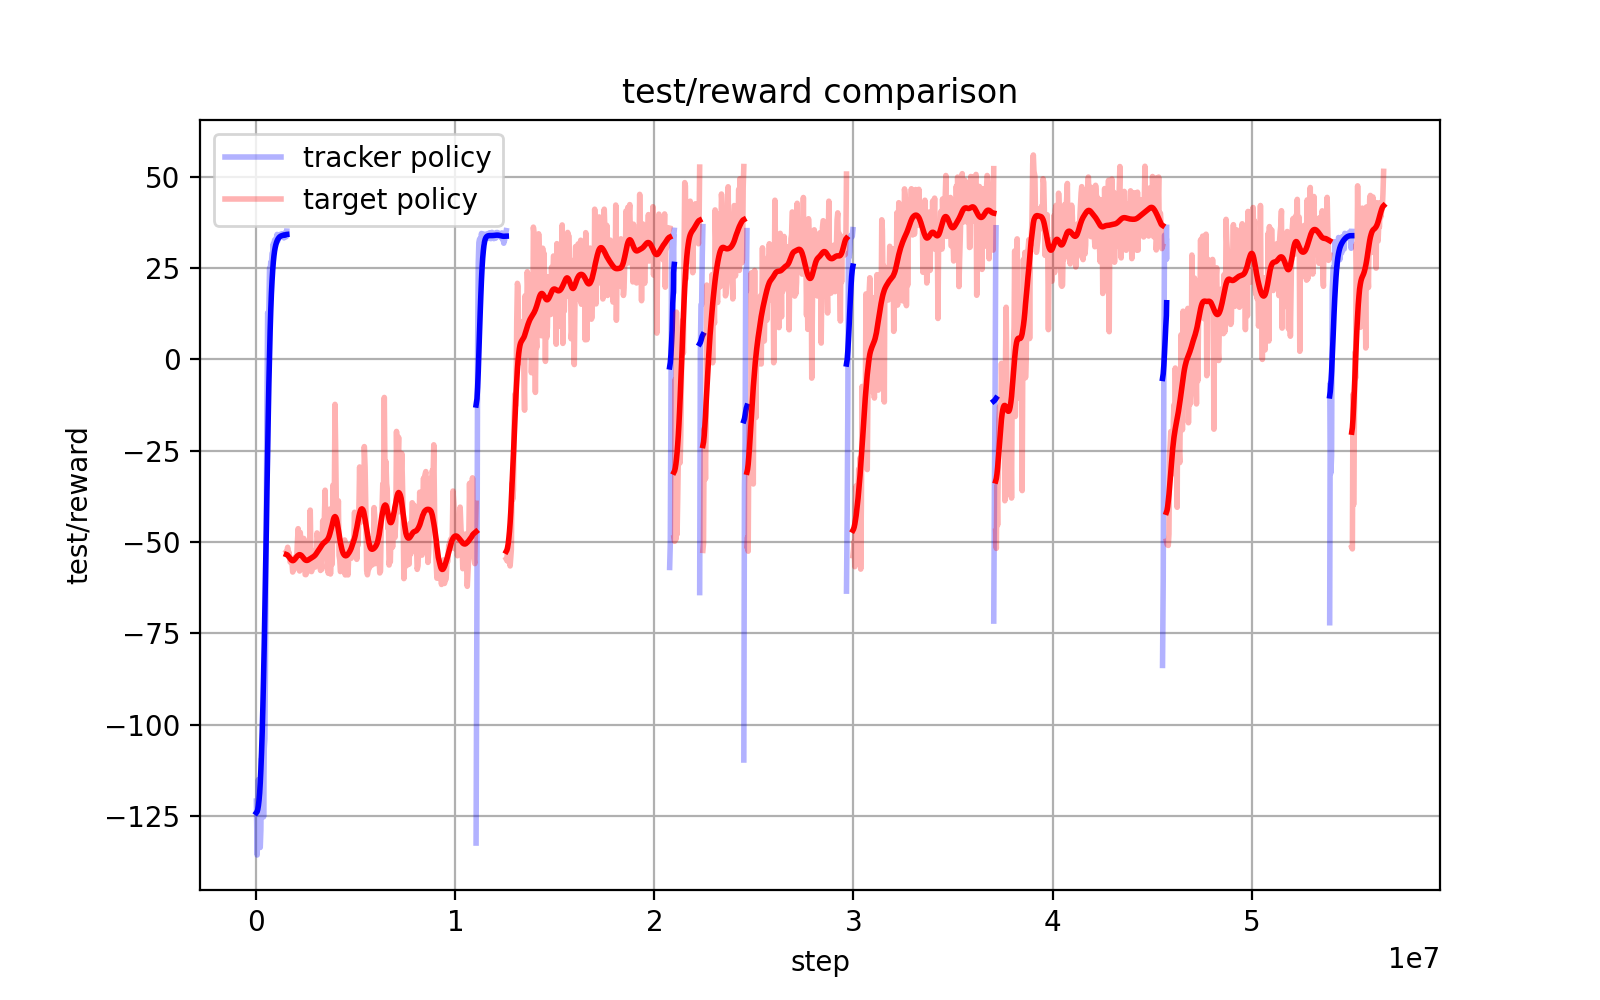 test/reward comparison
tracker policy
target policy
50
25
0
−25
−50
−75
−100
−125
test/reward
0 1 2 3 4 5
step
1e7